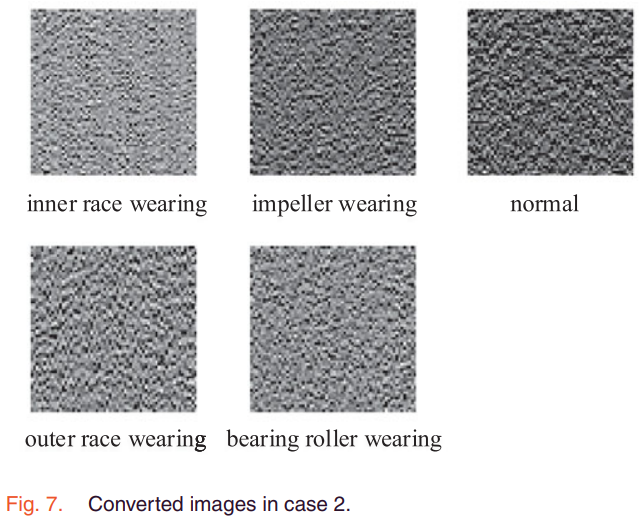 inner race wearing impeller wearing normal
outer race wearing bearing roller wearing
Fig. 7. Converted images in case 2.